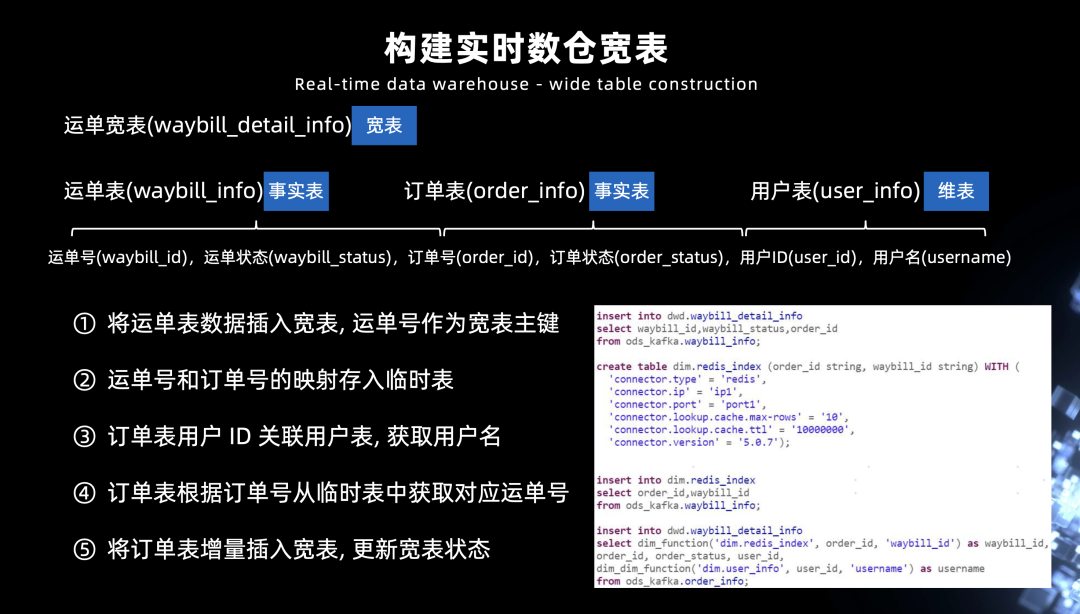 构建实时数仓宽表
Real-time data warehouse - wide table construction
运单宽表(waybill_detail_info) 宽表
运单表(waybill_info) 事实表 订单表(order_info) 事实表 用户表(user_info) 维表
运单号(waybill_id)，运单状态(waybill_status)，订单号(order_id)，订单状态(order_status)，用户ID(user_id)，用户名(username)
① 将运单表数据插入宽表, 运单号作为宽表主键
② 运单号和订单号的映射存入临时表
③ 订单表用户 ID 关联用户表, 获取用户名
④ 订单表根据订单号从临时表中获取对应运单号
⑤ 将订单表增量插入宽表, 更新宽表状态
insert into dwd.waybill_detail_info
select waybill_id,waybill_status,order_id
from ods_kafka.waybill_info;
create table dim.redis_index (order_id string, waybill_id string) WITH (
'connector.type' = 'redis',
'connector.ip' = 'ip1',
'connector.port' = 'port1',
'connector.lookup.cache.max-rows' = '10',
'connector.lookup.cache.ttl' = '10000000',
'connector.version' = '5.0.7');
insert into dim.redis_index
select order_id,waybill_id
from ods_kafka.waybill_info;
insert into dwd.waybill_detail_info
select dim_function('dim.redis_index', order_id, 'waybill_id') as waybill_id,
order_id, order_status, user_id,
dim_dim_function('dim.user_info', user_id, 'username') as username
from ods_kafka.order_info;